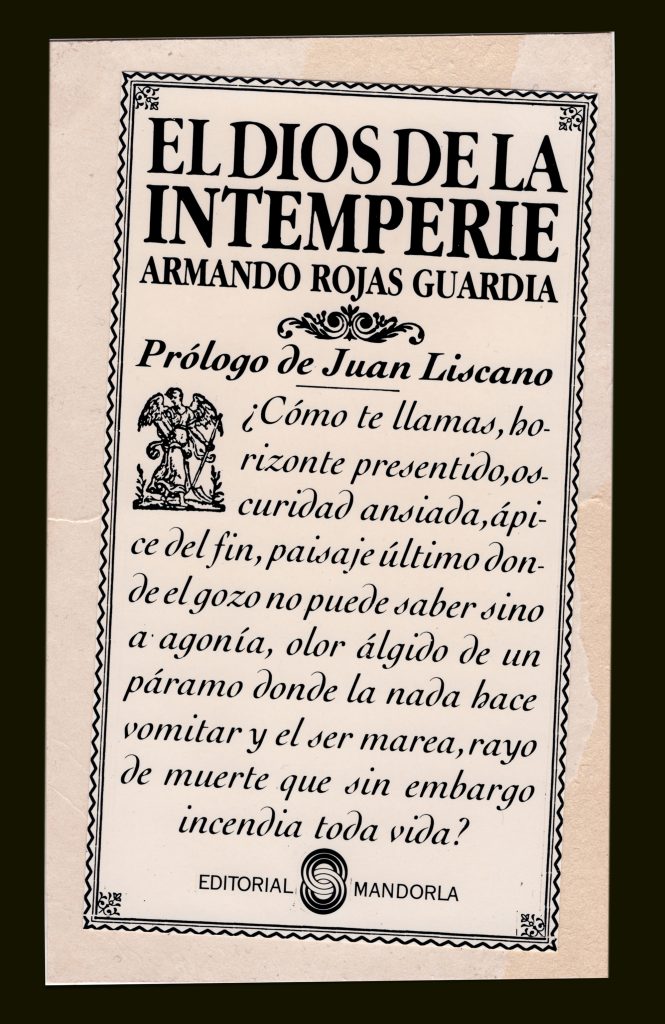 EL DIOS DE LA
INTEMPERIE
ARMANDO ROJAS GUARDIA
Prólogo de Juan Liscano
¿Cómo te llamas, ho-
rizonte presentido, os-
curidad ansiada, ápi-
ce del fin, paisaje último don-
de el gozo no puede saber sino
a agonía, olor álgido de un
páramo donde la nada hace
vomitar y el ser marea, rayo
de muerte que sin embargo
incendia toda vida?
EDITORIAL MANDORLA